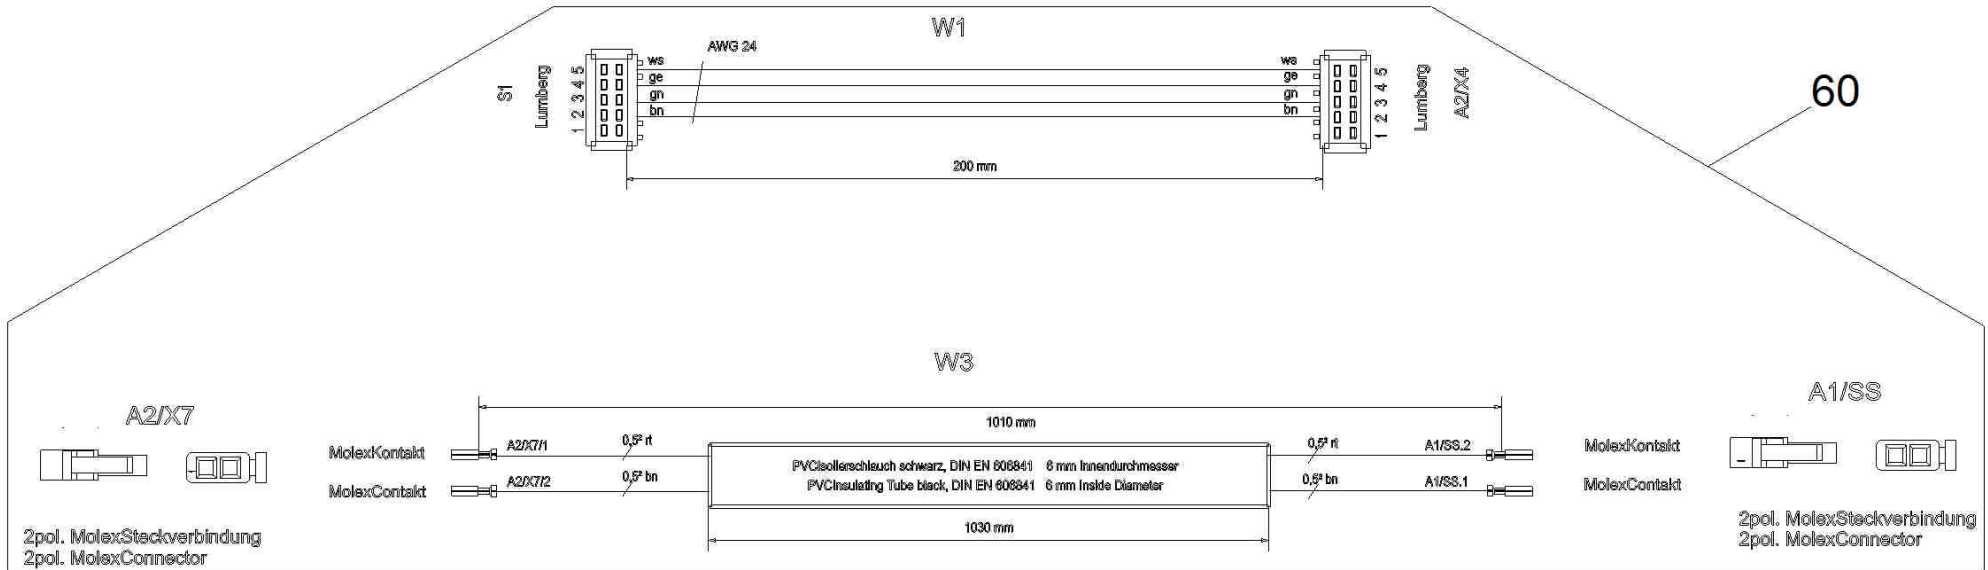 W1
AWG 24
ws
ge
gn
bn
ws
ge
gn
bn
S1
Lumberg
1 2 3 4 5
1 2 3 4 5
Lumberg
A2/X4
60
200 mm
W3
A2/X7
A1/SS
1010 mm
MolexKontakt
A2/X7/1
0,5² rt
0,5² rt
A1/SS.2
MolexKontakt
PVCIsolierschlauch schwarz, DIN EN 606841 6 mm Innendurchmesser
PVCInsulating Tube black, DIN EN 606841 6 mm Inside Diameter
MolexContakt
A2/X7/2
0,5² bn
0,5² bn
A1/SS.1
MolexContakt
1030 mm
2pol. MolexSteckverbindung
2pol. MolexConnector
2pol. MolexSteckverbindung
2pol. MolexConnector